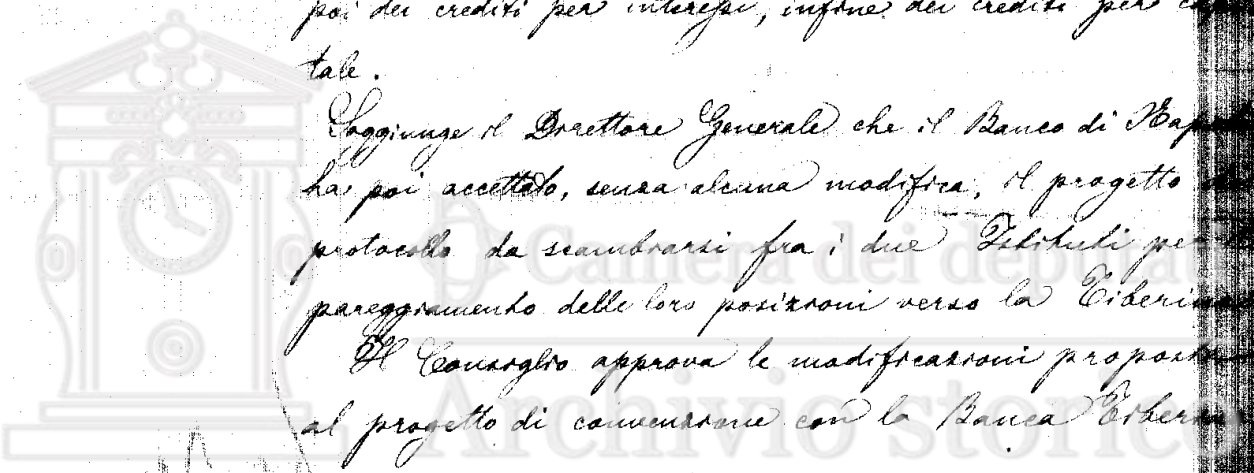 poi dei crediti per interessi, infine dei crediti per
tale.
Soggiunge il Direttore Generale che il Banco di Nap
ha poi accettato, senza alcuna modifica, il progetto
protocollo da scambiarsi fra i due Istituti per
pareggiamento delle loro posizioni verso la Tiberina
Il Consiglio approva le modificazioni proposte
al progetto di convenzione con la Banca Tiberina
Camera dei deputati
Archivio storico